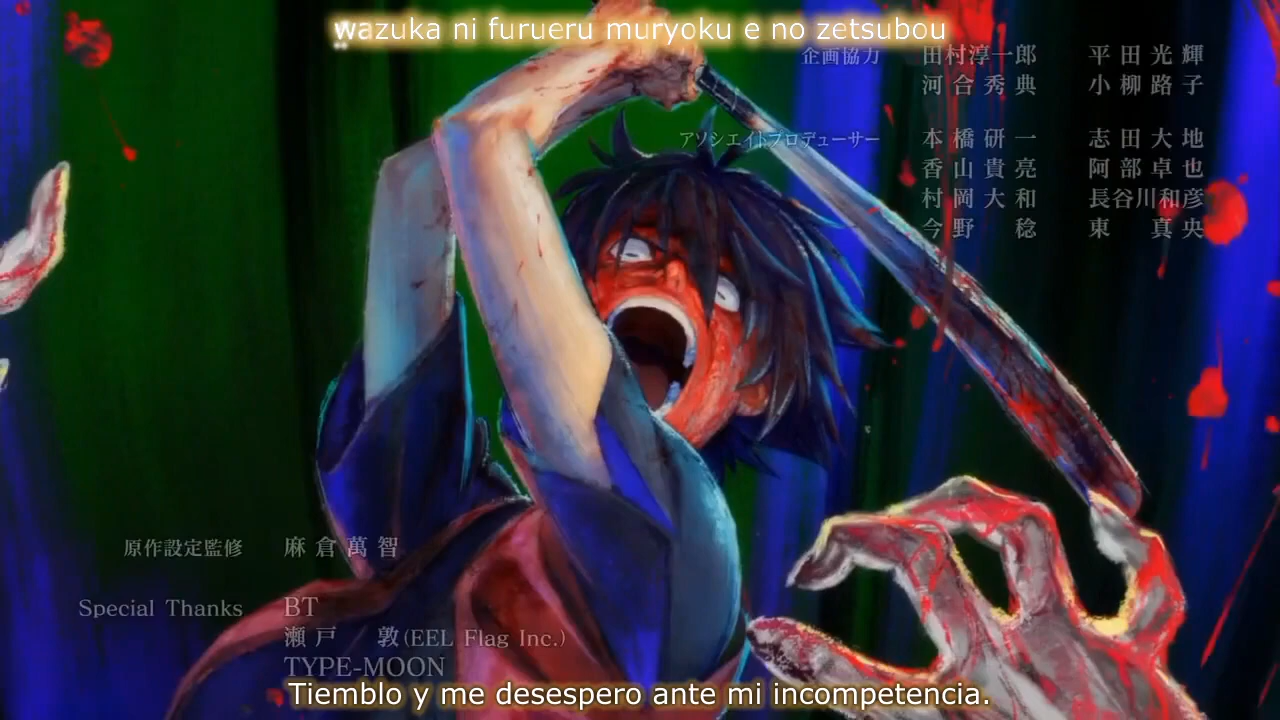 wazuka ni furueru muryoku e no zetsubou
企画協力 田村淳一郎 平田光輝
河合秀典 小柳路子
アソシエイトプロデューサー 本橋研一 志田大地
香山貴亮 阿部卓也
村岡大和 長谷川和彦
今野 稔 東 真央
原作設定監修 麻倉萬智
Special Thanks BT
瀬戸 敦(EEL Flag Inc.)
TYPE-MOON
Tiemblo y me desespero ante mi incompetencia.